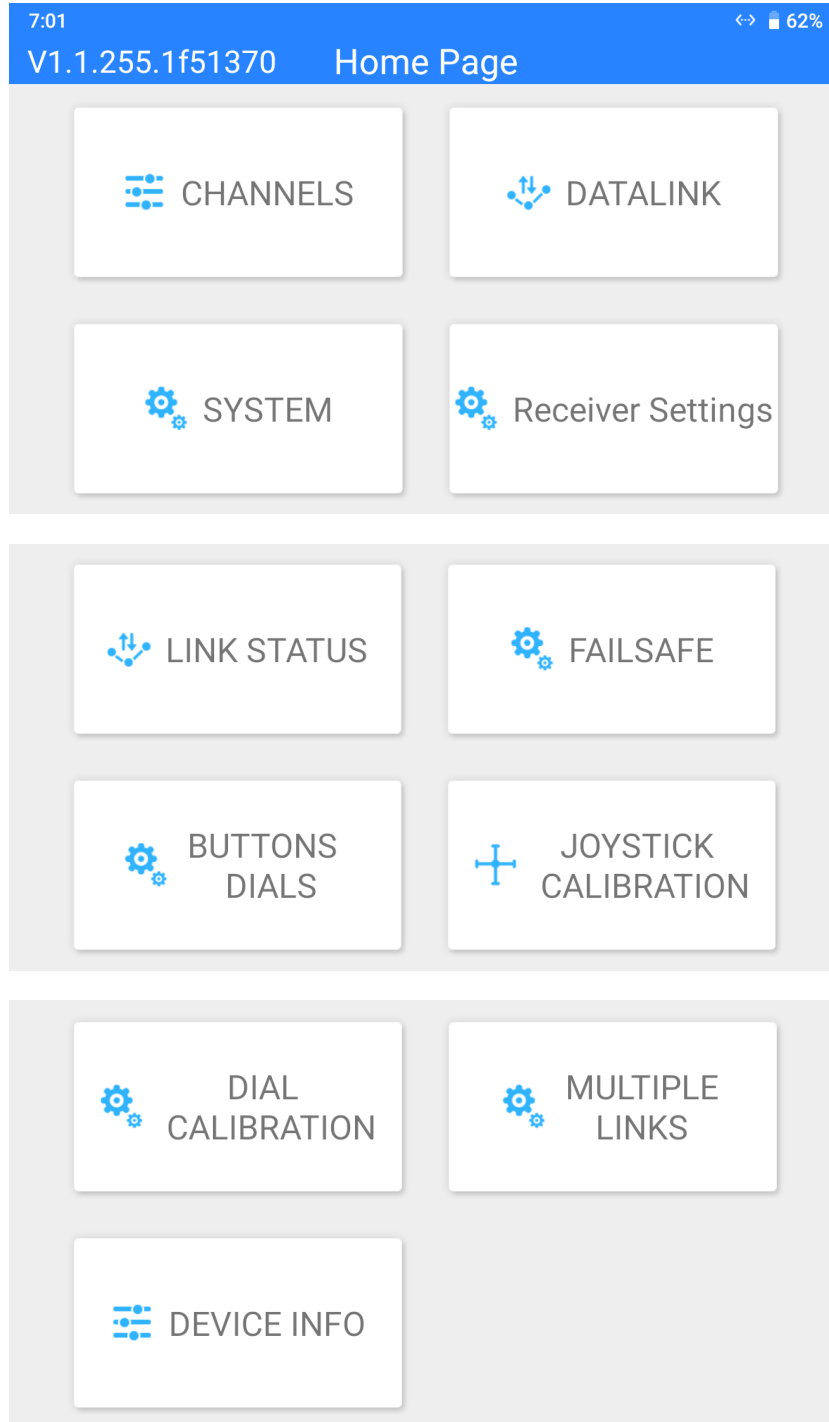 7:01 62%
V1.1.255.1f51370 Home Page
CHANNELS DATALINK
SYSTEM Receiver Settings
LINK STATUS FAILSAFE
BUTTONS
DIALS
JOYSTICK
CALIBRATION
DIAL
CALIBRATION
MULTIPLE
LINKS
DEVICE INFO